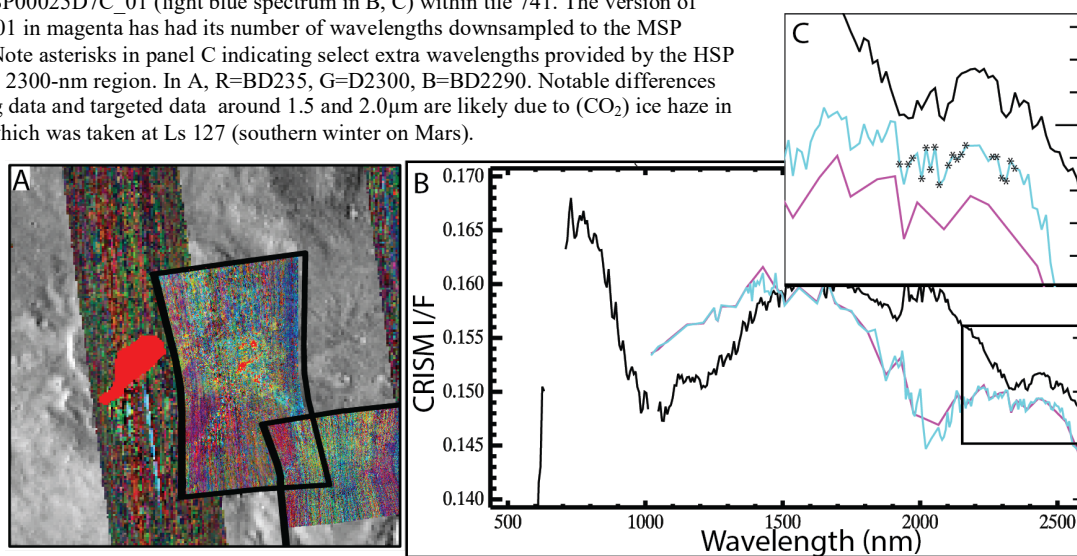 SP00025D7C_01 (light blue spectrum in B, C) within tile 741. The version of
01 in magenta has had its number of wavelengths downsampled to the MSP
Note asterisks in panel C indicating select extra wavelengths provided by the HSP
2300-nm region. In A, R=BD235, G=D2300, B=BD2290. Notable differences
g data and targeted data around 1.5 and 2.0µm are likely due to (CO₂) ice haze in
which was taken at Ls 127 (southern winter on Mars).
A
B
C
CRISM I/F
0.170
0.165
0.160
0.155
0.150
0.145
0.140
500 1000 1500 2000 2500
Wavelength (nm)